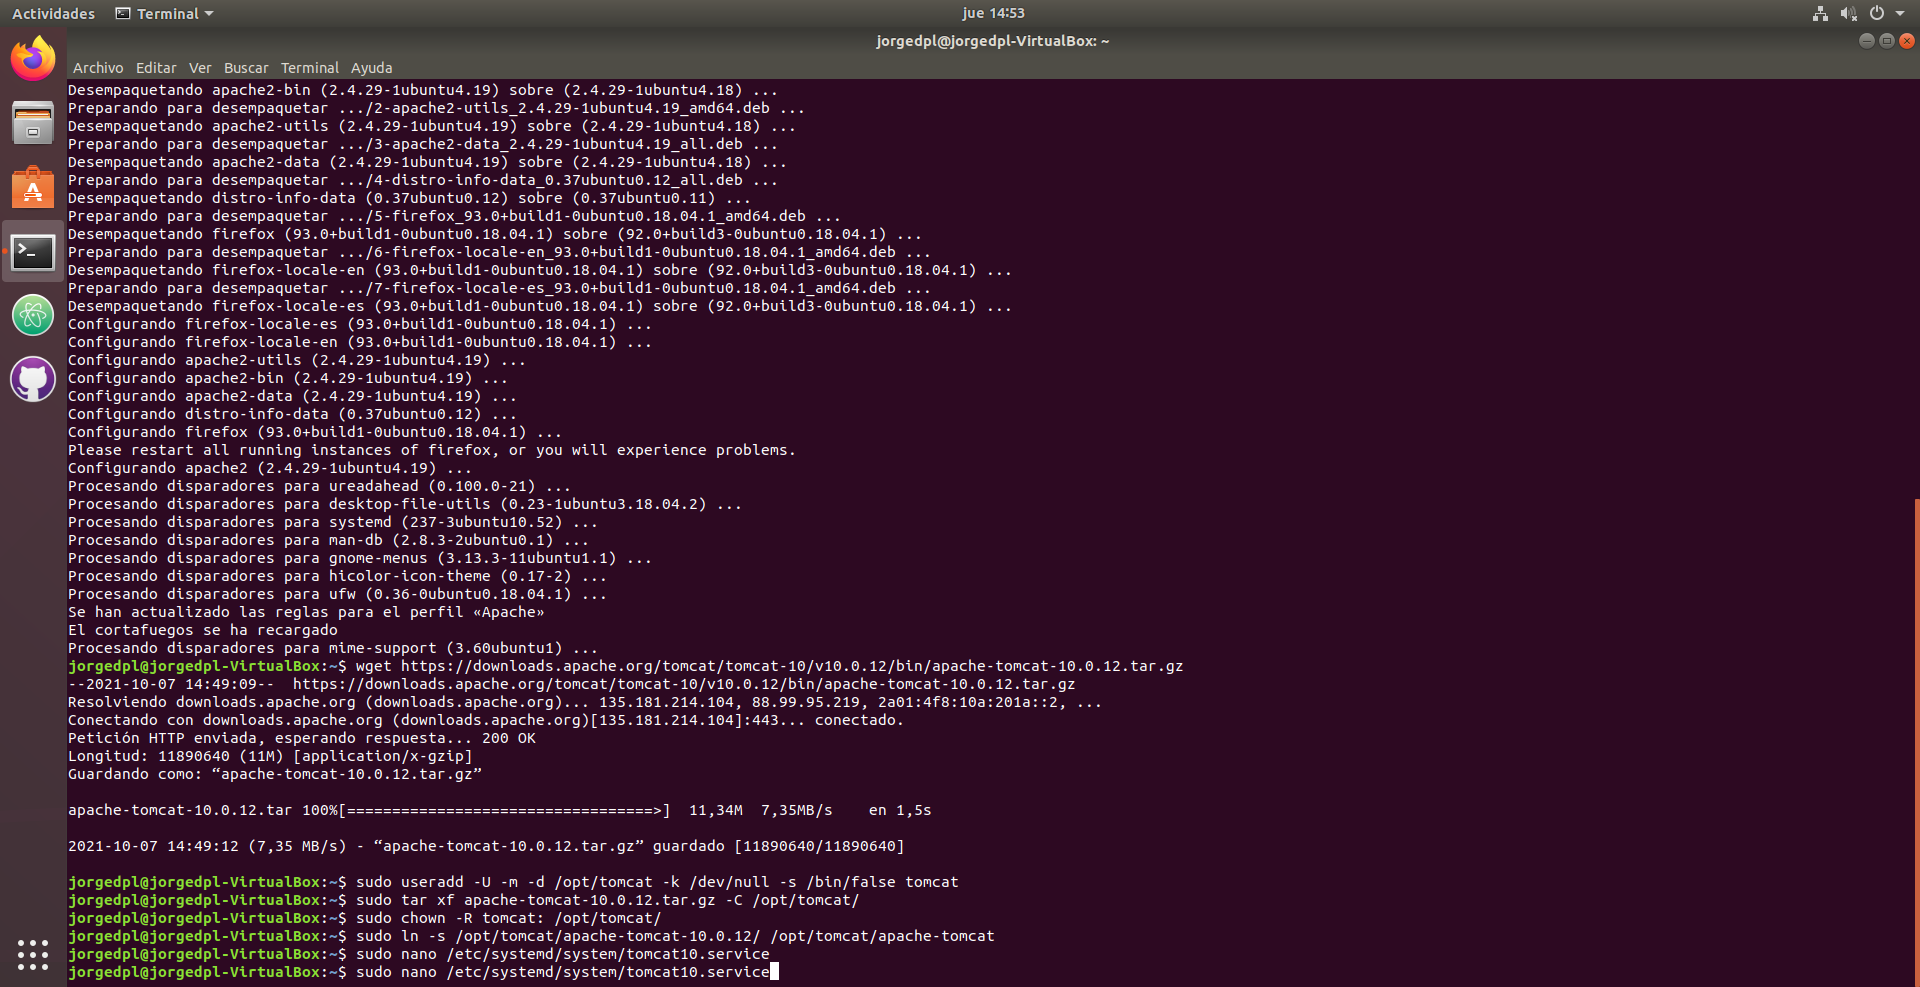 Actividades
Terminal
jue 14:53
jorgedpl@jorgedpl-VirtualBox: ~
Archivo Editar Ver Buscar Terminal Ayuda
Desempaquetando apache2-bin (2.4.29-1ubuntu4.19) sobre (2.4.29-1ubuntu4.18) ...
Preparando para desempaquetar .../2-apache2-utils_2.4.29-1ubuntu4.19_amd64.deb ...
Desempaquetando apache2-utils (2.4.29-1ubuntu4.19) sobre (2.4.29-1ubuntu4.18) ...
Preparando para desempaquetar .../3-apache2-data_2.4.29-1ubuntu4.19_all.deb ...
Desempaquetando apache2-data (2.4.29-1ubuntu4.19) sobre (2.4.29-1ubuntu4.18) ...
Preparando para desempaquetar .../4-distro-info-data_0.37ubuntu0.12_all.deb ...
Desempaquetando distro-info-data (0.37ubuntu0.12) sobre (0.37ubuntu0.11) ...
Preparando para desempaquetar .../5-firefox_93.0+build1-0ubuntu0.18.04.1_amd64.deb ...
Desempaquetando firefox (93.0+build1-0ubuntu0.18.04.1) sobre (92.0+build3-0ubuntu0.18.04.1) ...
Preparando para desempaquetar .../6-firefox-locale-en_93.0+build1-0ubuntu0.18.04.1_amd64.deb ...
Desempaquetando firefox-locale-en (93.0+build1-0ubuntu0.18.04.1) sobre (92.0+build3-0ubuntu0.18.04.1) ...
Preparando para desempaquetar .../7-firefox-locale-es_93.0+build1-0ubuntu0.18.04.1_amd64.deb ...
Desempaquetando firefox-locale-es (93.0+build1-0ubuntu0.18.04.1) sobre (92.0+build3-0ubuntu0.18.04.1) ...
Configurando firefox-locale-es (93.0+build1-0ubuntu0.18.04.1) ...
Configurando firefox-locale-en (93.0+build1-0ubuntu0.18.04.1) ...
Configurando apache2-utils (2.4.29-1ubuntu4.19) ...
Configurando apache2-bin (2.4.29-1ubuntu4.19) ...
Configurando apache2-data (2.4.29-1ubuntu4.19) ...
Configurando distro-info-data (0.37ubuntu0.12) ...
Configurando firefox (93.0+build1-0ubuntu0.18.04.1) ...
Please restart all running instances of firefox, or you will experience problems.
Configurando apache2 (2.4.29-1ubuntu4.19) ...
Procesando disparadores para ureadahead (0.100.0-21) ...
Procesando disparadores para desktop-file-utils (0.23-1ubuntu3.18.04.2) ...
Procesando disparadores para systemd (237-3ubuntu10.52) ...
Procesando disparadores para man-db (2.8.3-2ubuntu0.1) ...
Procesando disparadores para gnome-menus (3.13.3-11ubuntu1.1) ...
Procesando disparadores para hicolor-icon-theme (0.17-2) ...
Procesando disparadores para ufw (0.36-0ubuntu0.18.04.1) ...
Se han actualizado las reglas para el perfil «Apache»
El cortafuegos se ha recargado
Procesando disparadores para mime-support (3.60ubuntu1) ...
jorgedpl@jorgedpl-VirtualBox:~$ wget https://downloads.apache.org/tomcat/tomcat-10/v10.0.12/bin/apache-tomcat-10.0.12.tar.gz
--2021-10-07 14:49:09-- https://downloads.apache.org/tomcat/tomcat-10/v10.0.12/bin/apache-tomcat-10.0.12.tar.gz
Resolviendo downloads.apache.org (downloads.apache.org)... 135.181.214.104, 88.99.95.219, 2a01:4f8:10a:201a::2, ...
Conectando con downloads.apache.org (downloads.apache.org)[135.181.214.104]:443... conectado.
Petición HTTP enviada, esperando respuesta... 200 OK
Longitud: 11890640 (11M) [application/x-gzip]
Guardando como: “apache-tomcat-10.0.12.tar.gz”
apache-tomcat-10.0.12.tar 100%[==================================>] 11,34M 7,35MB/s en 1,5s
2021-10-07 14:49:12 (7,35 MB/s) - “apache-tomcat-10.0.12.tar.gz” guardado [11890640/11890640]
jorgedpl@jorgedpl-VirtualBox:~$ sudo useradd -U -m -d /opt/tomcat -k /dev/null -s /bin/false tomcat
jorgedpl@jorgedpl-VirtualBox:~$ sudo tar xf apache-tomcat-10.0.12.tar.gz -C /opt/tomcat/
jorgedpl@jorgedpl-VirtualBox:~$ sudo chown -R tomcat: /opt/tomcat/
jorgedpl@jorgedpl-VirtualBox:~$ sudo ln -s /opt/tomcat/apache-tomcat-10.0.12/ /opt/tomcat/apache-tomcat
jorgedpl@jorgedpl-VirtualBox:~$ sudo nano /etc/systemd/system/tomcat10.service
jorgedpl@jorgedpl-VirtualBox:~$ sudo nano /etc/systemd/system/tomcat10.service